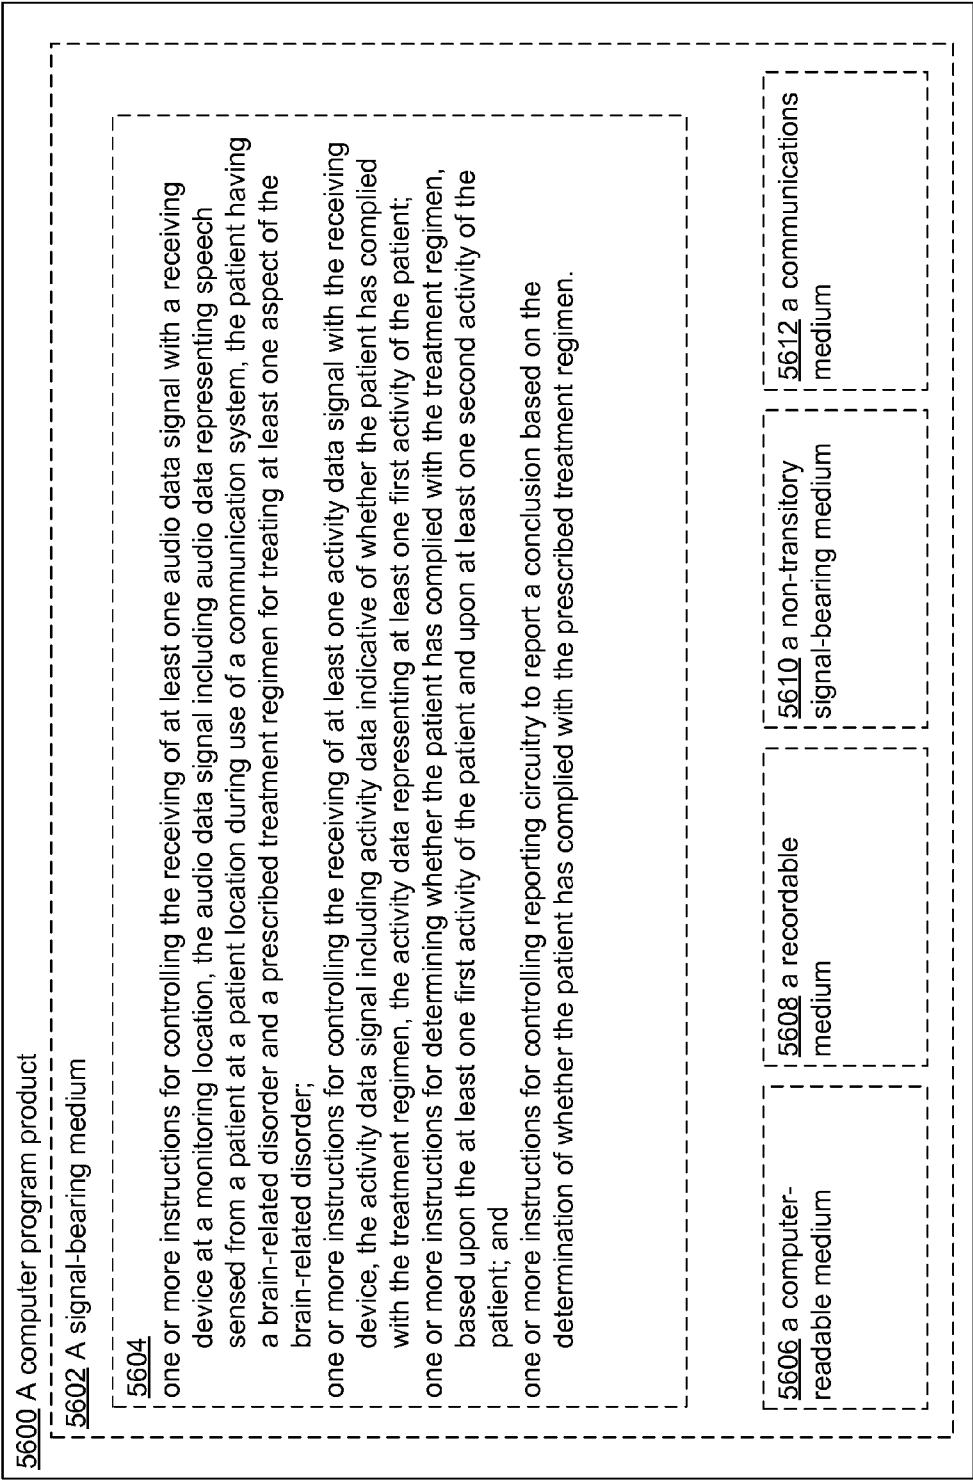 5600 A computer program product
5602 A signal-bearing medium
5604
one or more instructions for controlling the receiving of at least one audio data signal with a receiving
device at a monitoring location, the audio data signal including audio data representing speech
sensed from a patient at a patient location during use of a communication system, the patient having
a brain-related disorder and a prescribed treatment regimen for treating at least one aspect of the
brain-related disorder;
one or more instructions for controlling the receiving of at least one activity data signal with the receiving
device, the activity data signal including activity data indicative of whether the patient has complied
with the treatment regimen, the activity data representing at least one first activity of the patient;
one or more instructions for determining whether the patient has complied with the treatment regimen,
based upon the at least one first activity of the patient and upon at least one second activity of the
patient; and
one or more instructions for controlling reporting circuitry to report a conclusion based on the
determination of whether the patient has complied with the prescribed treatment regimen.
5606 a computer-
readable medium
5608 a recordable
medium
5610 a non-transitory
signal-bearing medium
5612 a communications
medium